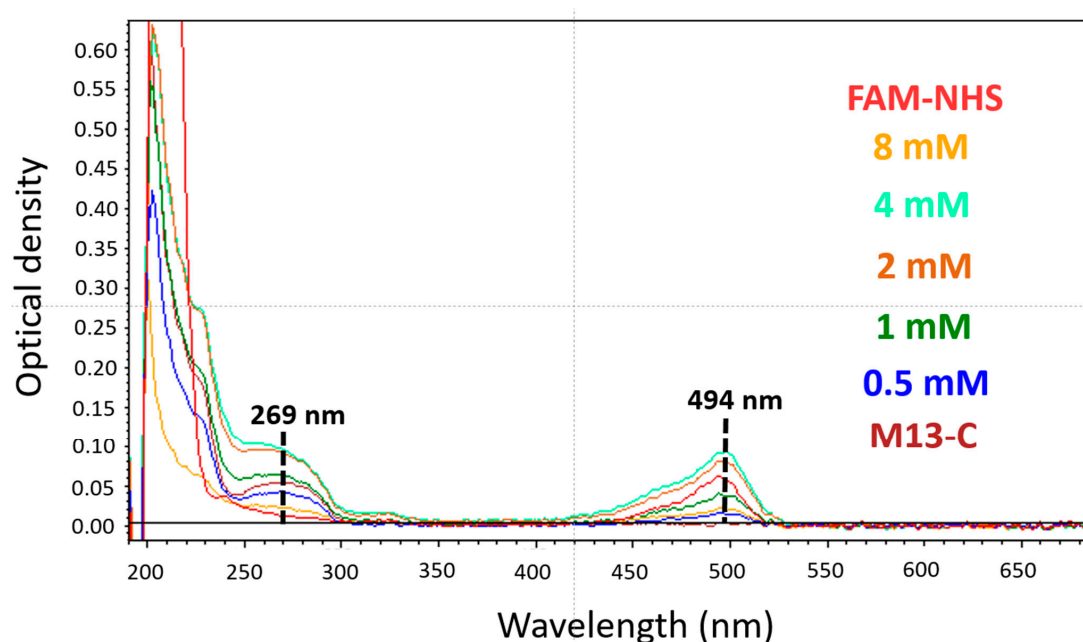 Optical density
0.60
0.55
0.50
0.45
0.40
0.35
0.30
0.25
0.20
0.15
0.10
0.05
0.00
FAM-NHS
8 mM
4 mM
2 mM
1 mM
0.5 mM
M13-C
269 nm
494 nm
200 250 300 350 400 450 500 550 600 650
Wavelength (nm)